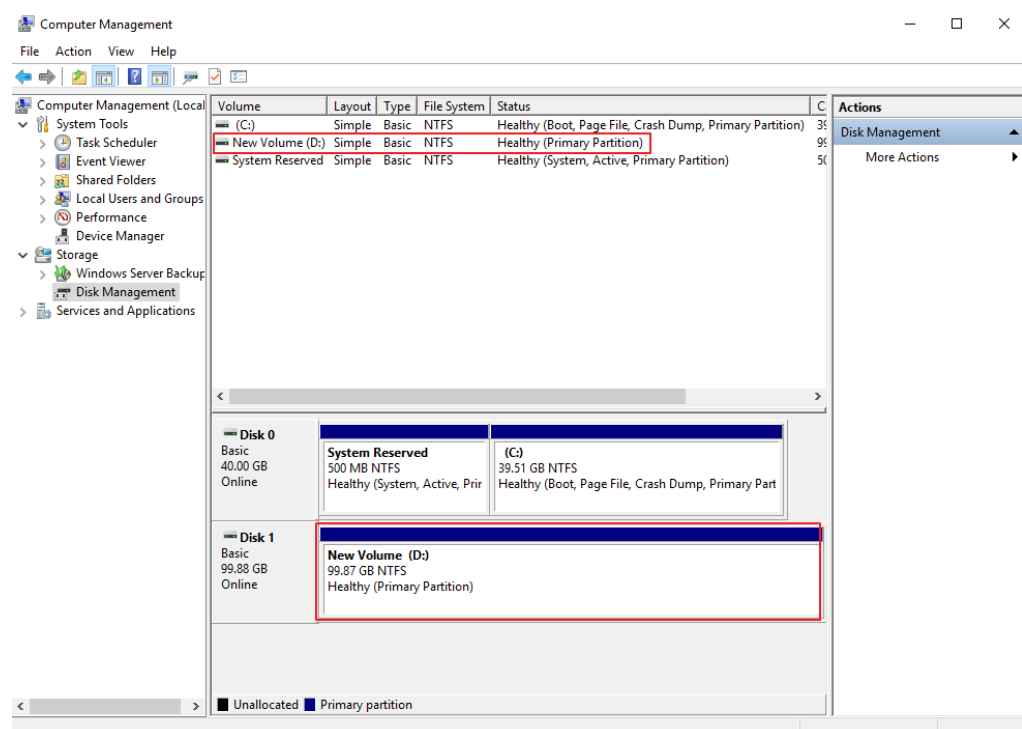 Computer Management
File Action View Help
Computer Management (Local
System Tools
Task Scheduler
Event Viewer
Shared Folders
Local Users and Groups
Performance
Device Manager
Storage
Windows Server Backup
Disk Management
Services and Applications
Volume Layout Type File System Status C
(C:) Simple Basic NTFS Healthy (Boot, Page File, Crash Dump, Primary Partition) 39
New Volume (D:) Simple Basic NTFS Healthy (Primary Partition) 99
System Reserved Simple Basic NTFS Healthy (System, Active, Primary Partition) 50
Disk 0
Basic
40.00 GB
Online
System Reserved
500 MB NTFS
Healthy (System, Active, Prir
(C:)
39.51 GB NTFS
Healthy (Boot, Page File, Crash Dump, Primary Part
Disk 1
Basic
99.88 GB
Online
New Volume (D:)
99.87 GB NTFS
Healthy (Primary Partition)
Unallocated Primary partition
Actions
Disk Management
More Actions